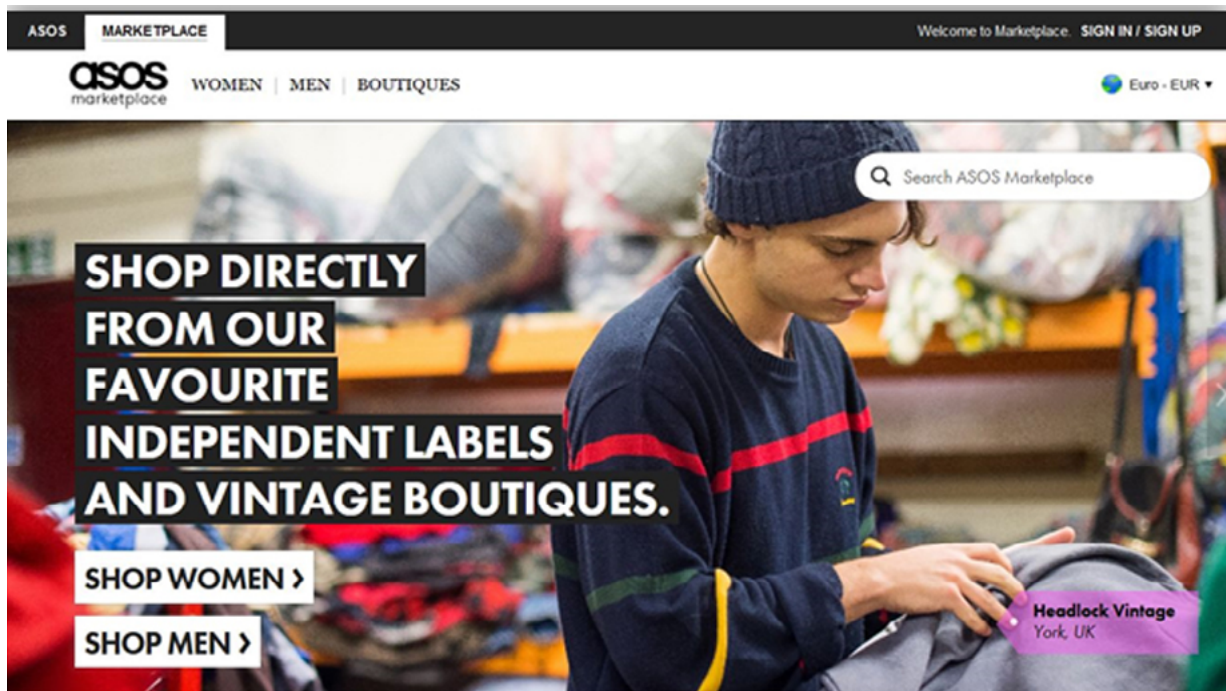 ASOS
MARKETPLACE
Welcome to Marketplace. SIGN IN / SIGN UP
asos
marketplace
WOMEN | MEN | BOUTIQUES
Euro - EUR ▾
Search ASOS Marketplace
SHOP DIRECTLY
FROM OUR
FAVOURITE
INDEPENDENT LABELS
AND VINTAGE BOUTIQUES.
SHOP WOMEN >
SHOP MEN >
Headlock Vintage
York, UK